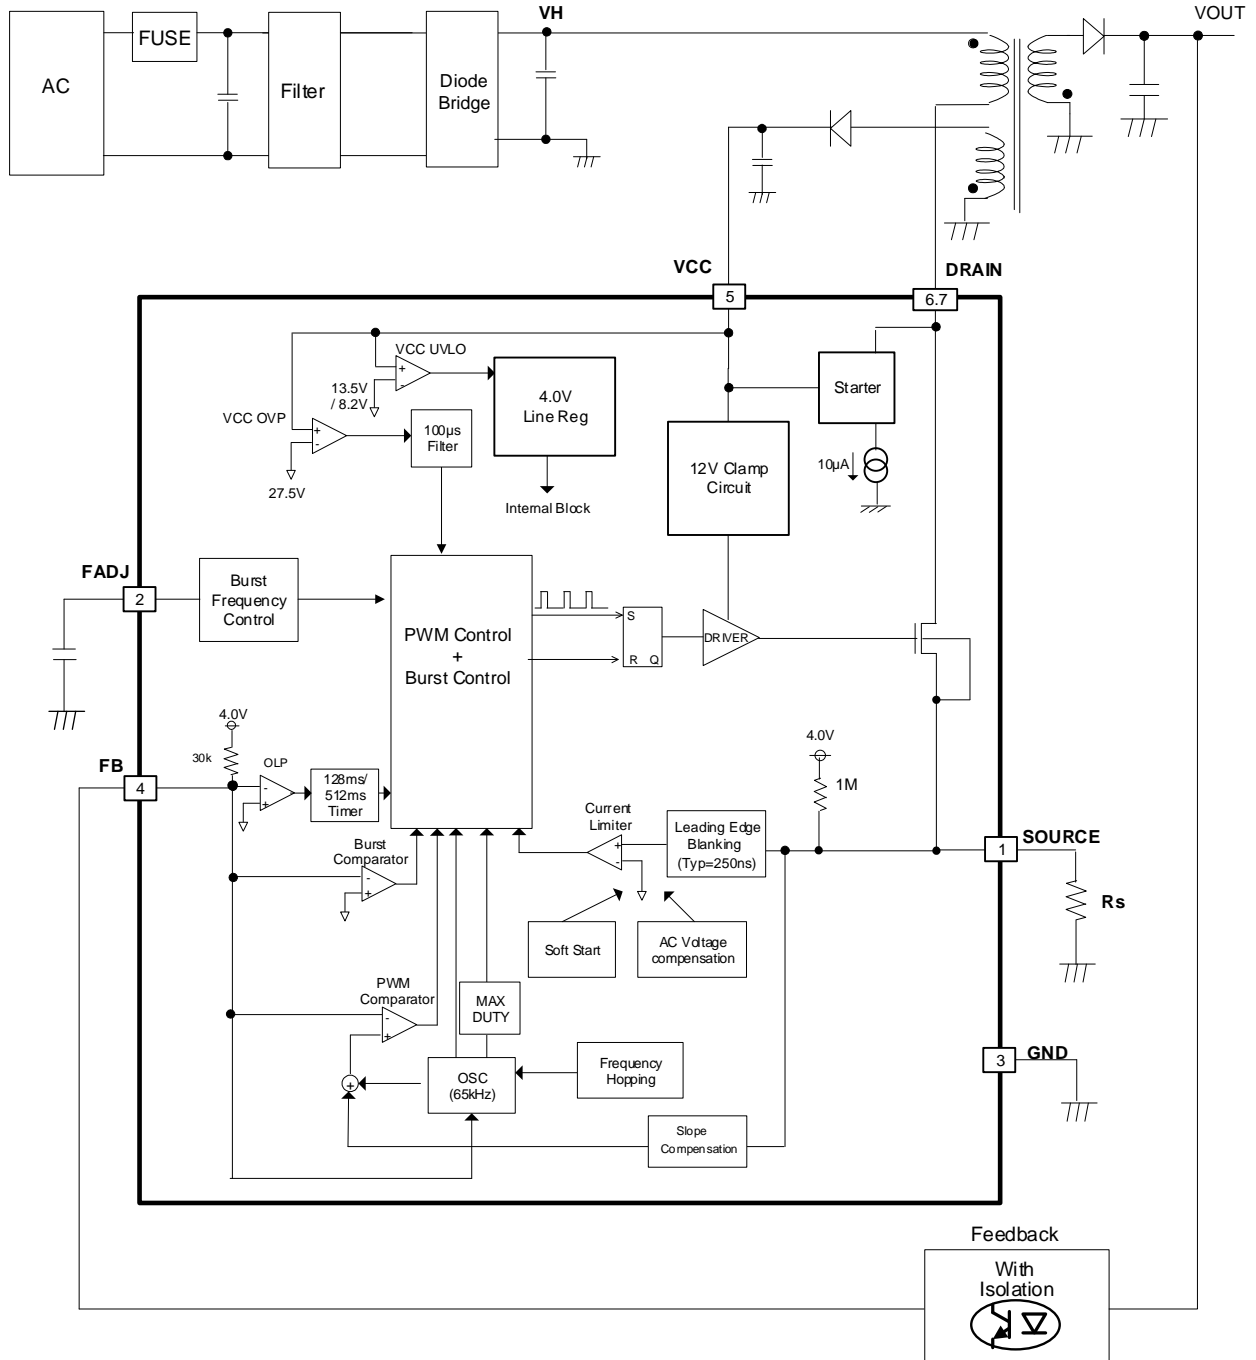 VH
VOUT
AC
FUSE
Filter
Diode
Bridge
VCC
DRAIN
5
6.7
VCC UVLO
+
-
13.5V
/ 8.2V
4.0V
Line Reg
Starter
VCC OVP
+
-
27.5V
100µs
Filter
12V Clamp
Circuit
10µA
Internal Block
FADJ
2
Burst
Frequency
Control
PWM Control
+
Burst Control
S
R Q
DRIVER
4.0V
30k
FB
4
OLP
-
+
128ms/
512ms
Timer
4.0V
1M
Current
Limiter
+
-
Leading Edge
Blanking
(Typ=250ns)
1
SOURCE
Rs
Burst
Comparator
-
+
Soft Start
AC Voltage
compensation
PWM
Comparator
-
+
MAX
DUTY
+
OSC
(65kHz)
Frequency
Hopping
3
GND
Slope
Compensation
Feedback
With
Isolation